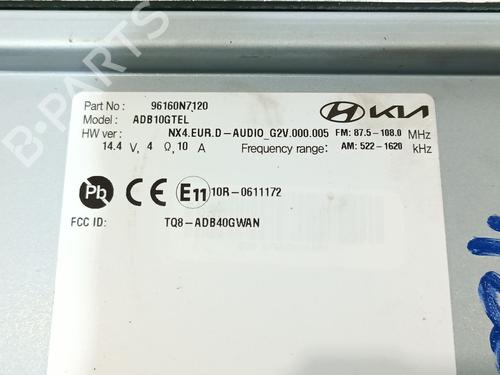 Part No : 96160N7120
Model : ADB10GTEL
HYUNDAI KIA
HW ver : NX4.EUR.D-AUDIO_G2V.000.005 FM: 87.5-108.0 MHz
14.4 V, 4 Ω, 10 A Frequency range: AM: 522-1620 kHz
Pb CE E11 10R-0611172
FCC ID: TQ8-ADB40GWAN
B-PARTS